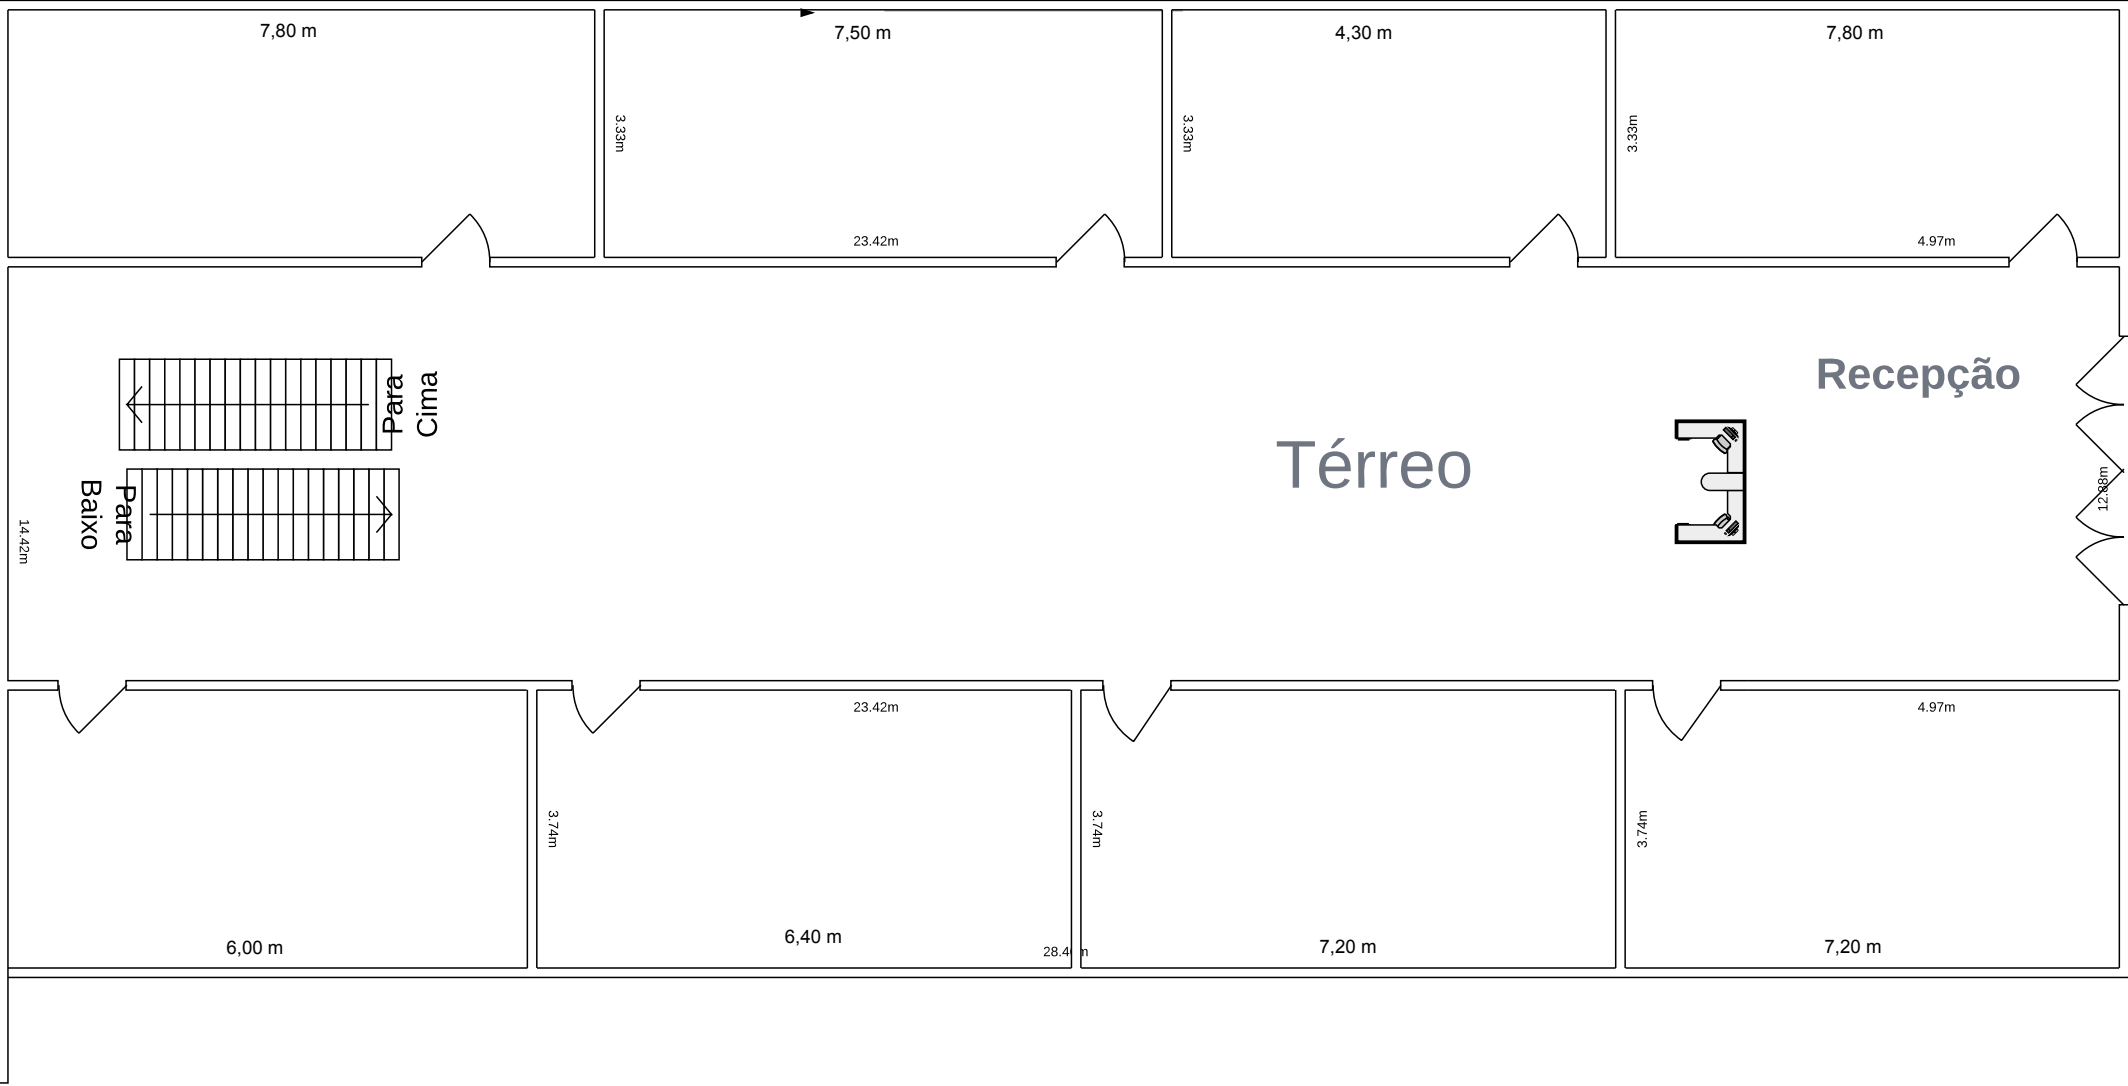 7,80 m
7,50 m
4,30 m
7,80 m
3.33m
3.33m
3.33m
23.42m
4.97m
Para
Cima
Recepção
Térreo
Para
Baixo
14.42m
12.88m
23.42m
4.97m
3.74m
3.74m
3.74m
6,00 m
6,40 m
7,20 m
7,20 m